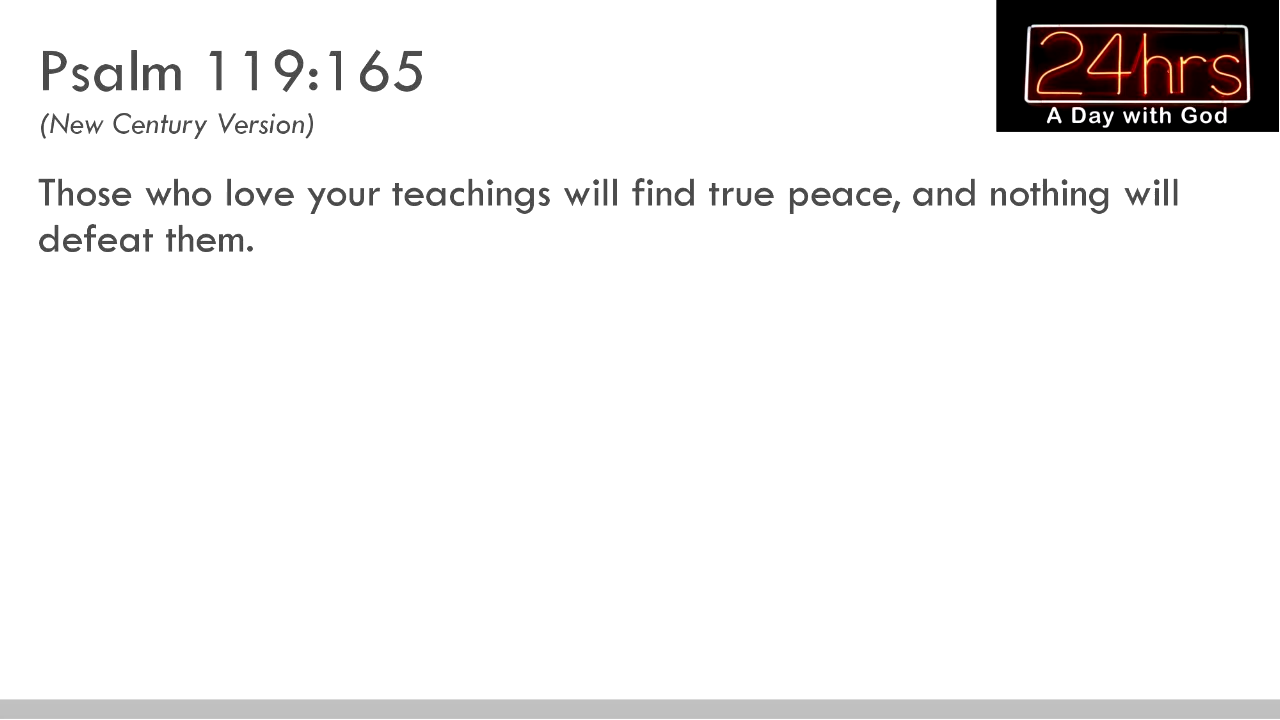 Psalm 119:165
(New Century Version)
24hrs
A Day with God
Those who love your teachings will find true peace, and nothing will
defeat them.